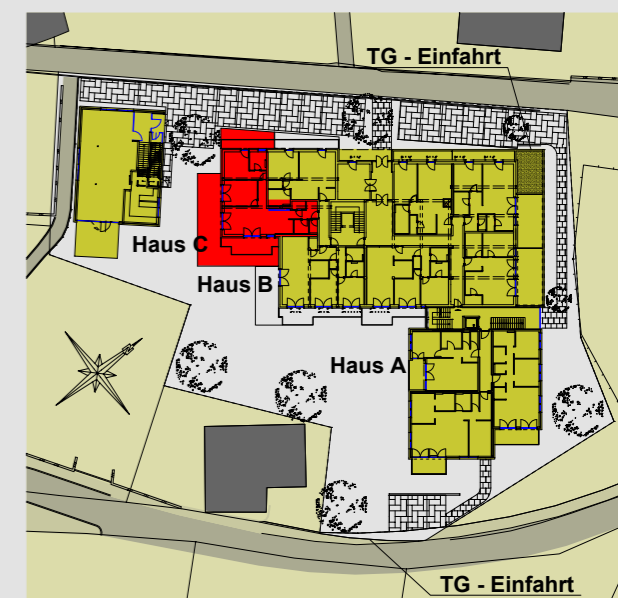 TG - Einfahrt
Haus C
Haus B
Haus A
TG - Einfahrt